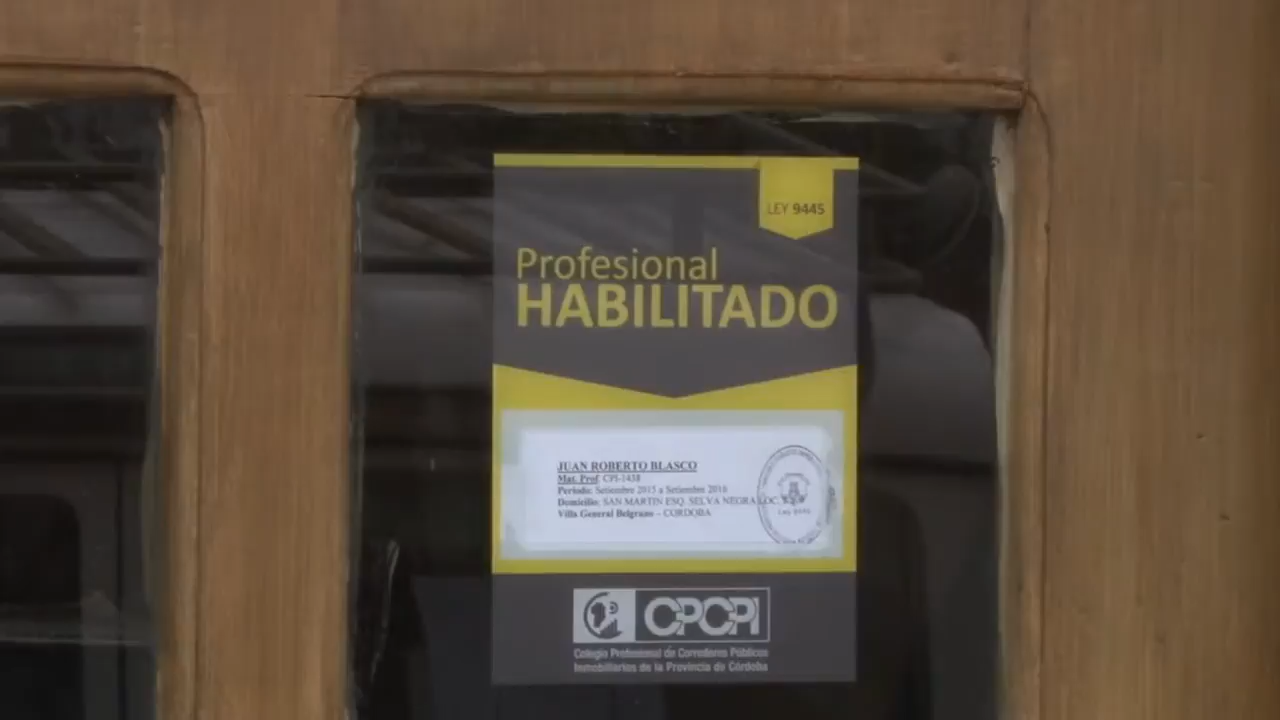 LEY 9445
Profesional
HABILITADO
JUAN ROBERTO BLASCO
Mat. Prof. CPI-1438
Período: Setiembre 2015 a Setiembre 2016
Domicilio: SAN MARTIN ESQ. SELVA NEGRA LOC.
Villa General Belgrano - CORDOBA
CPCPI
Colegio Profesional de Corredores Públicos
Inmobiliarios de la Provincia de Córdoba